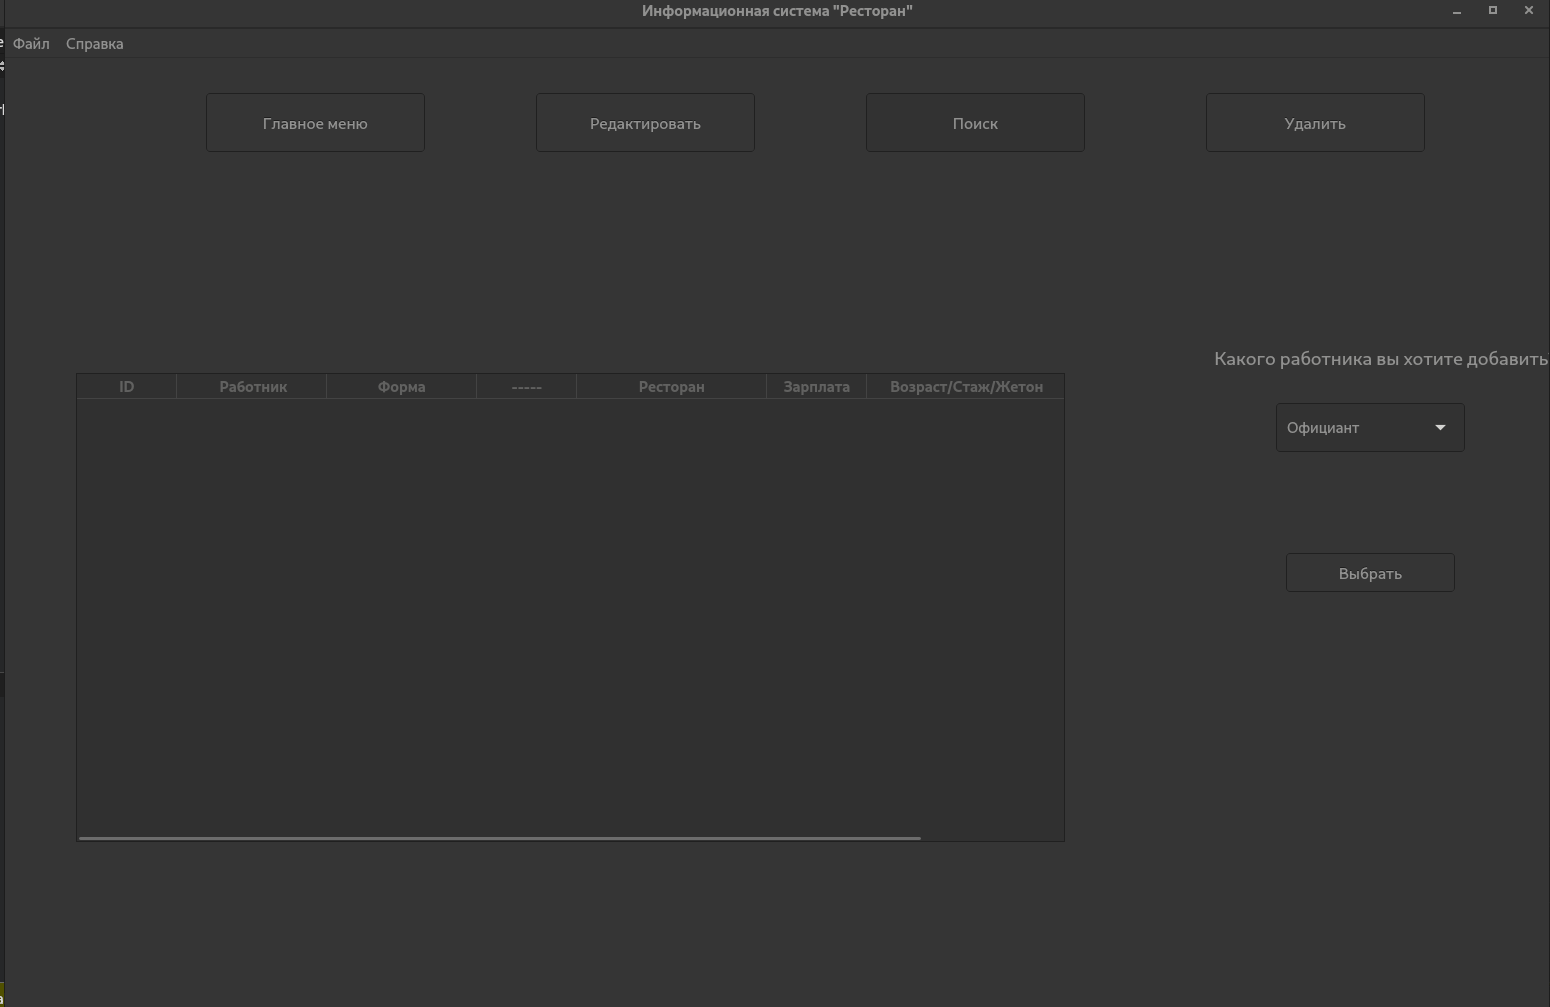 Информационная система "Ресторан"
Файл Справка
Главное меню Редактировать Поиск Удалить
Какого работника вы хотите добавить
ID Работник Форма ----- Ресторан Зарплата Возраст/Стаж/Жетон
Официант
Выбрать